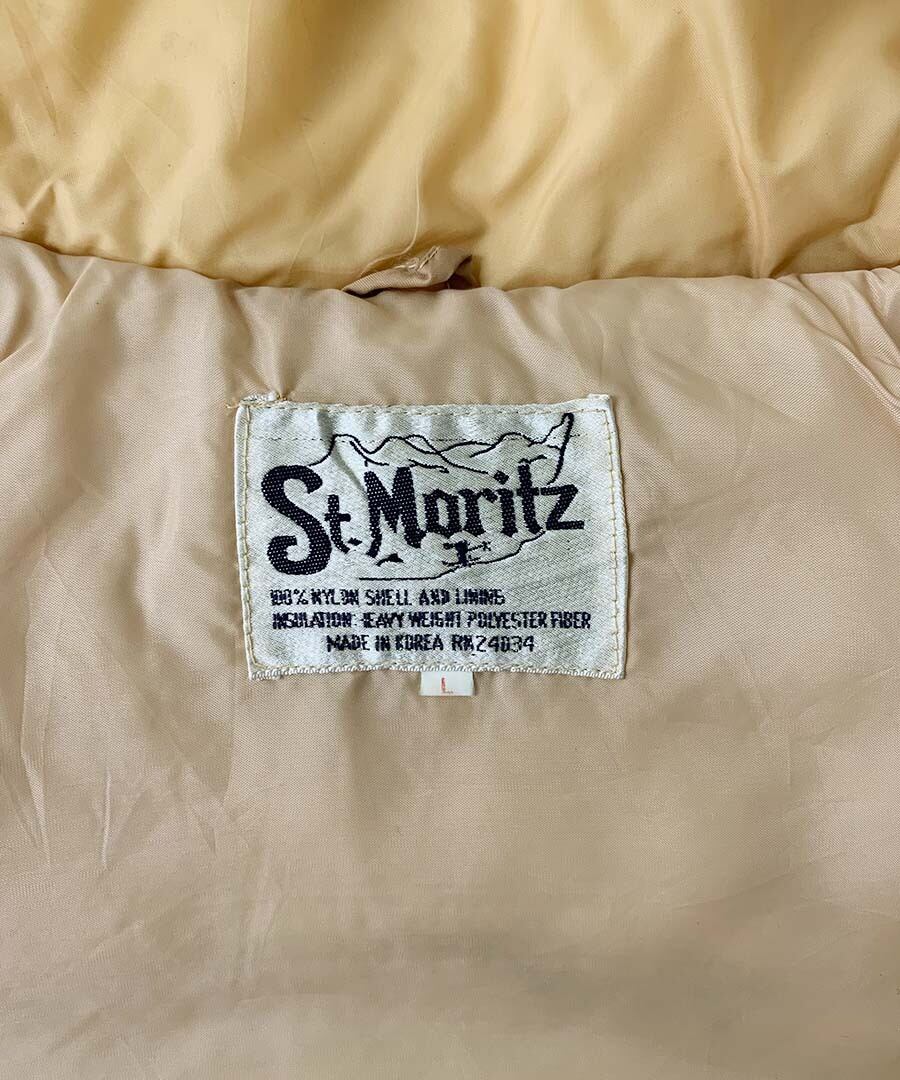 St. Moritz
100% NYLON SHELL AND LINING
INSULATION: HEAVY WEIGHT POLYESTER FIBER
MADE IN KOREA RN24034
L